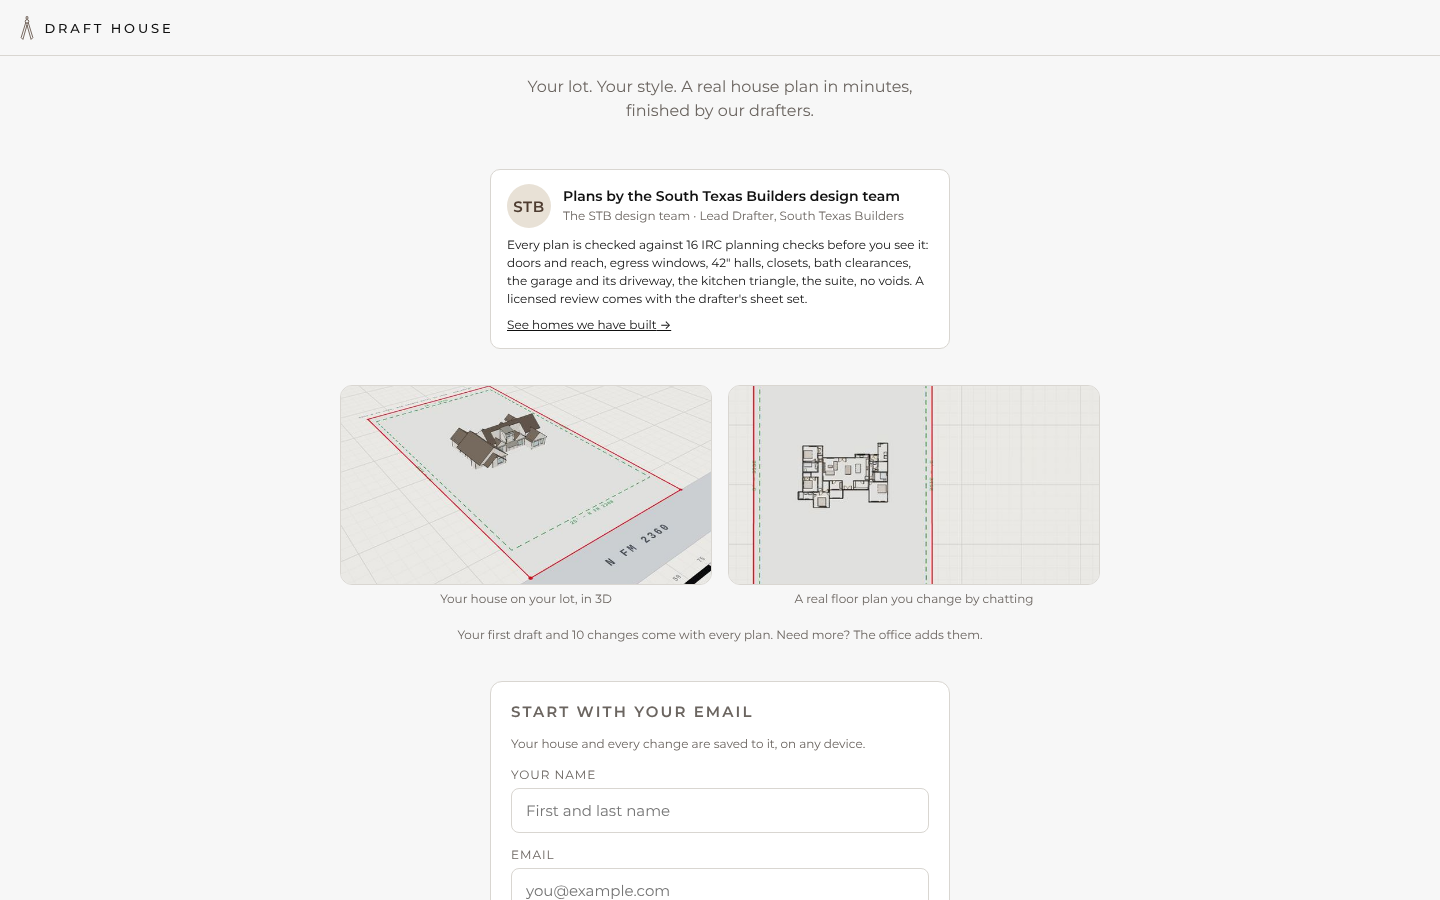 DRAFT HOUSE
Your lot. Your style. A real house plan in minutes,
finished by our drafters.
STB
Plans by the South Texas Builders design team
The STB design team · Lead Drafter, South Texas Builders
Every plan is checked against 16 IRC planning checks before you see it:
doors and reach, egress windows, 42" halls, closets, bath clearances,
the garage and its driveway, the kitchen triangle, the suite, no voids. A
licensed review comes with the drafter's sheet set.
See homes we have built →
N FM 2360
50
75
Your house on your lot, in 3D
A real floor plan you change by chatting
Your first draft and 10 changes come with every plan. Need more? The office adds them.
START WITH YOUR EMAIL
Your house and every change are saved to it, on any device.
YOUR NAME
First and last name
EMAIL
you@example.com